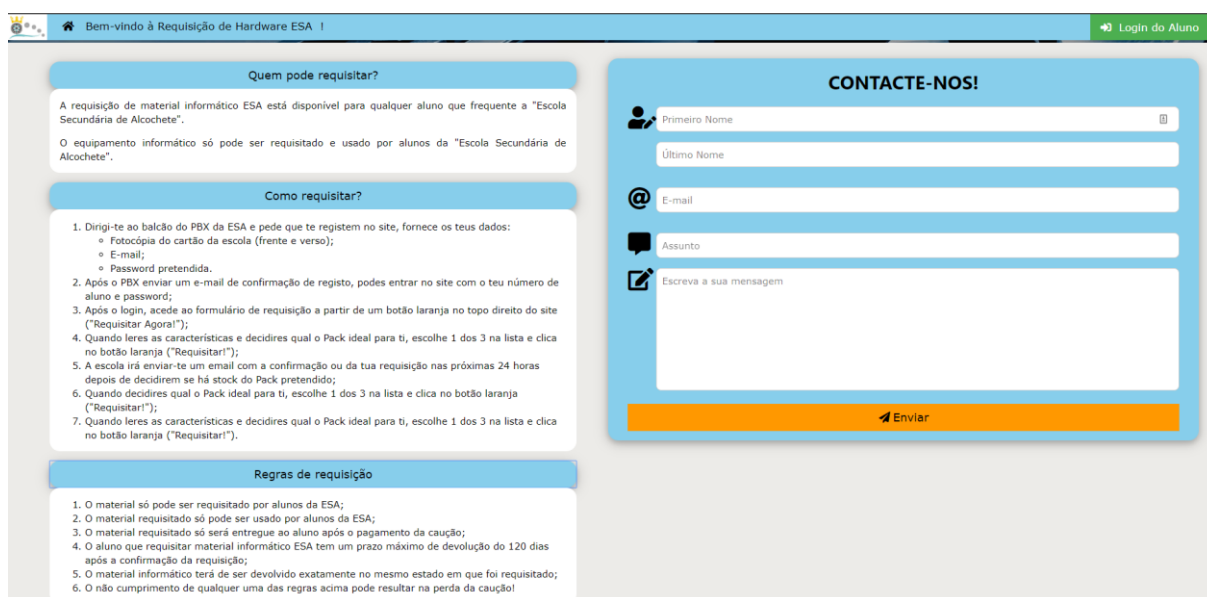 Bem-vindo à Requisição de Hardware ESA !
Login do Aluno
Quem pode requisitar?
A requisição de material informático ESA está disponível para qualquer aluno que frequente a "Escola
Secundária de Alcochete".
O equipamento informático só pode ser requisitado e usado por alunos da "Escola Secundária de
Alcochete".
Como requisitar?
1. Dirigi-te ao balcão do PBX da ESA e pede que te registem no site, fornece os teus dados:
Fotocópia do cartão da escola (frente e verso);
E-mail;
Password pretendida.
2. Após o PBX enviar um e-mail de confirmação de registo, podes entrar no site com o teu número de
aluno e password;
3. Após o login, acede ao formulário de requisição a partir de um botão laranja no topo direito do site
("Requisitar Agora!");
4. Quando leres as características e decidires qual o Pack ideal para ti, escolhe 1 dos 3 na lista e clica
no botão laranja ("Requisitar!");
5. A escola irá enviar-te um email com a confirmação ou da tua requisição nas próximas 24 horas
depois de decidirem se há stock do Pack pretendido;
6. Quando decidires qual o Pack ideal para ti, escolhe 1 dos 3 na lista e clica no botão laranja
("Requisitar!");
7. Quando leres as características e decidires qual o Pack ideal para ti, escolhe 1 dos 3 na lista e clica
no botão laranja ("Requisitar!").
Regras de requisição
1. O material só pode ser requisitado por alunos da ESA;
2. O material requisitado só pode ser usado por alunos da ESA;
3. O material requisitado só será entregue ao aluno após o pagamento da caução;
4. O aluno que requisitar material informático ESA tem um prazo máximo de devolução do 120 dias
após a confirmação da requisição;
5. O material informático terá de ser devolvido exatamente no mesmo estado em que foi requisitado;
6. O não cumprimento de qualquer uma das regras acima pode resultar na perda da caução!
CONTACTE-NOS!
Primeiro Nome
Último Nome
@
E-mail
Assunto
Escreva a sua mensagem
Enviar